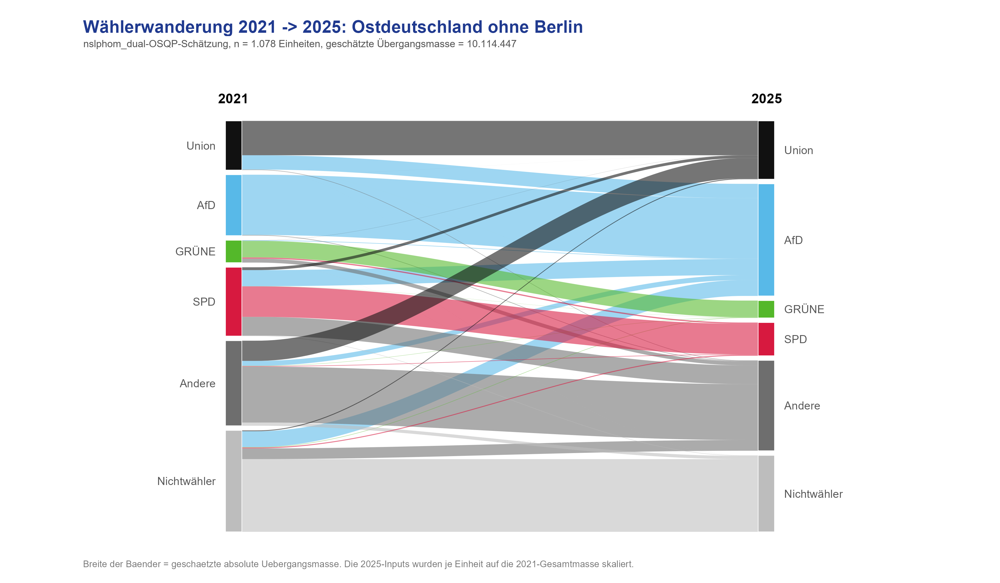 Wählerwanderung 2021 -> 2025: Ostdeutschland ohne Berlin
nslphom_dual-OSQP-Schätzung, n = 1.078 Einheiten, geschätzte Übergangsmasse = 10.114.447
2021
2025
Union
AfD
GRÜNE
SPD
Andere
Nichtwähler
Union
AfD
GRÜNE
SPD
Andere
Nichtwähler
Breite der Baender = geschaetzte absolute Uebergangsmasse. Die 2025-Inputs wurden je Einheit auf die 2021-Gesamtmasse skaliert.